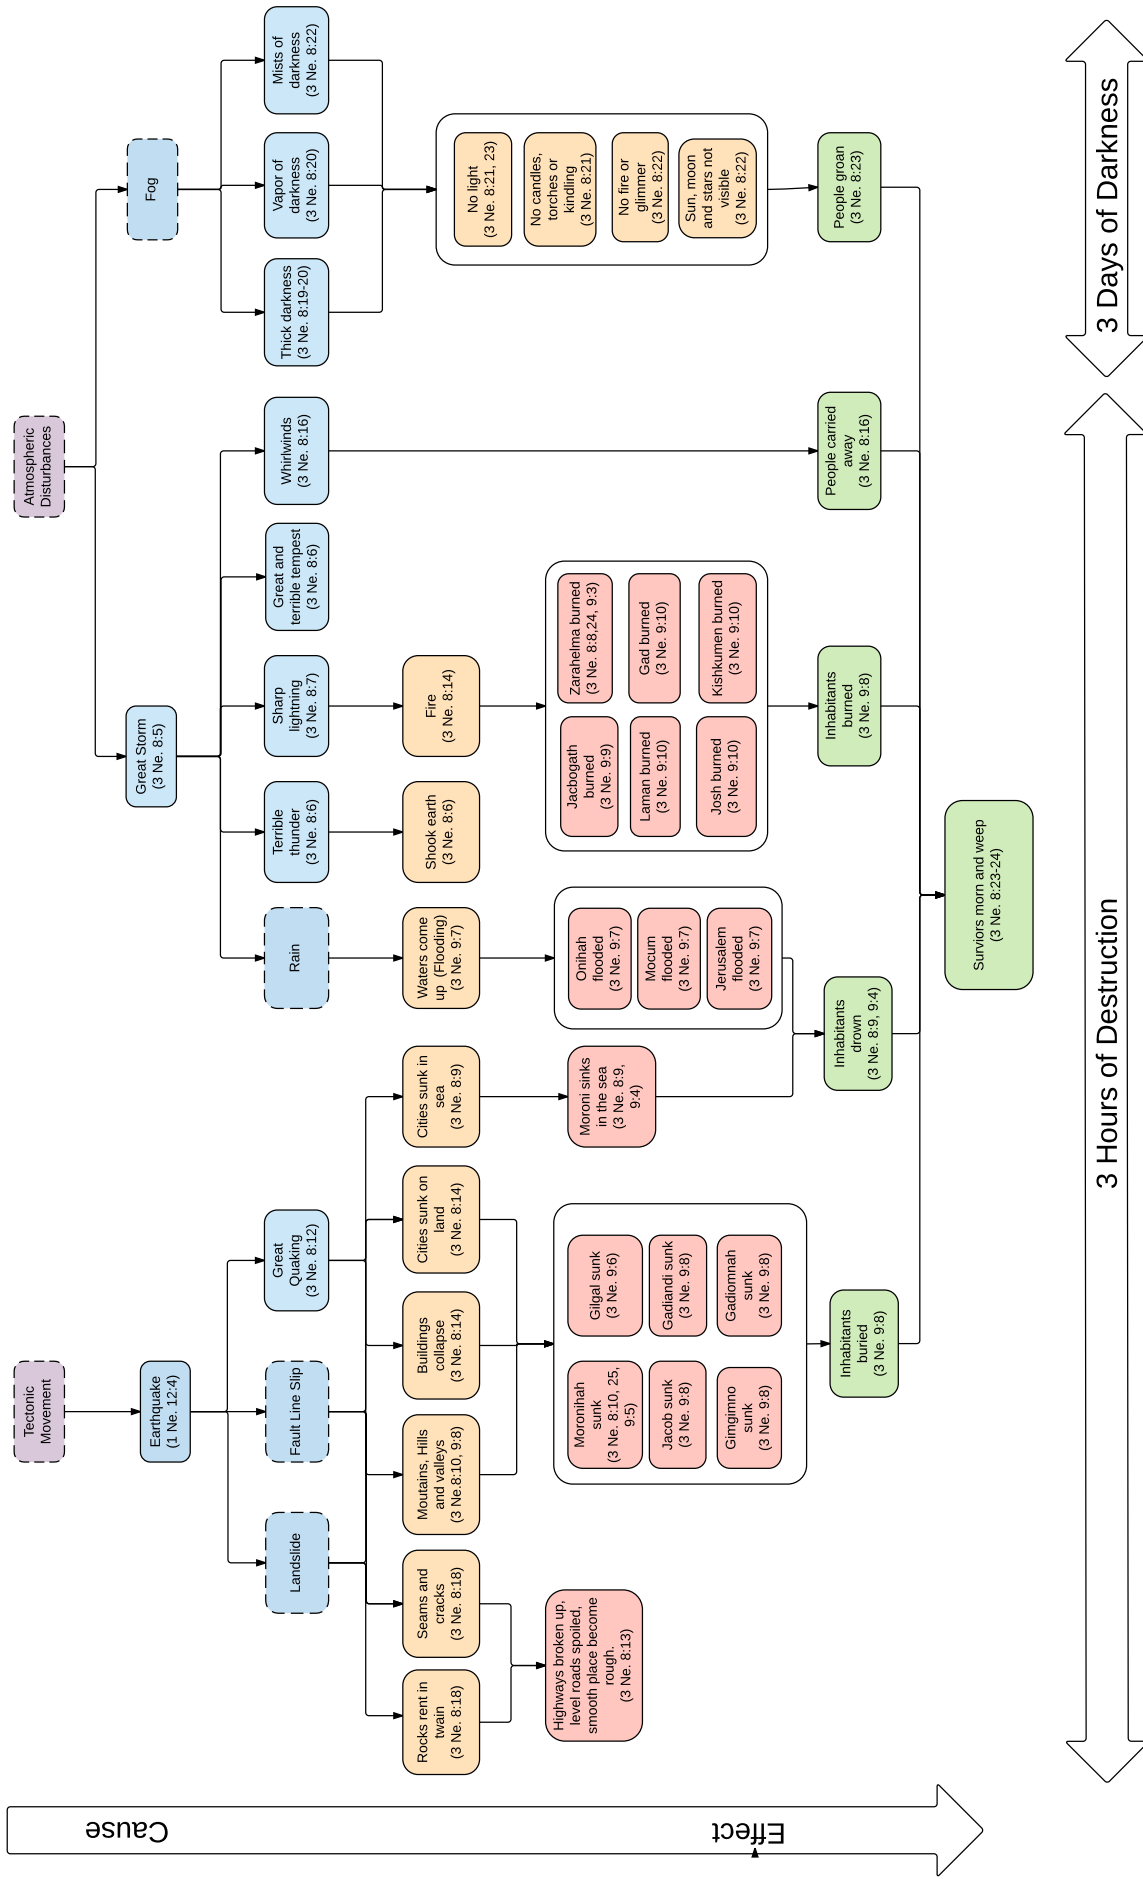 Cause
Effect
Tectonic
Movement
Atmospheric
Disturbances
Earthquake
(1 Ne. 12:4)
Great Storm
(3 Ne. 8:5)
Fog
Landslide
Fault Line Slip
Great
Quaking
(3 Ne. 8:12)
Rain
Terrible
thunder
(3 Ne. 8:6)
Sharp
lightning
(3 Ne. 8:7)
Great and
terrible tempest
(3 Ne. 8:6)
Whirlwinds
(3 Ne. 8:16)
Thick darkness
(3 Ne. 8:19-20)
Vapor of
darkness
(3 Ne. 8:20)
Mists of
darkness
(3 Ne. 8:22)
Rocks rent in
twain
(3 Ne. 8:18)
Seams and
cracks
(3 Ne. 8:18)
Moutains, Hills
and valleys
(3 Ne.8:10, 9:8)
Buildings
collapse
(3 Ne. 8:14)
Cities sunk on
land
(3 Ne. 8:14)
Cities sunk in
sea
(3 Ne. 8:9)
Waters come
up (Flooding)
(3 Ne. 9:7)
Shook earth
(3 Ne. 8:6)
Fire
(3 Ne. 8:14)
No light
(3 Ne. 8:21, 23)
No candles,
torches or
kindling
(3 Ne. 8:21)
No fire or
glimmer
(3 Ne. 8:22)
Sun, moon
and stars not
visible
(3 Ne. 8:22)
Highways broken up,
level roads spoiled,
smooth place become
rough.
(3 Ne. 8:13)
Moronihah
sunk
(3 Ne. 8:10, 25,
9:5)
Gilgal sunk
(3 Ne. 9:6)
Jacob sunk
(3 Ne. 9:8)
Gadiandi sunk
(3 Ne. 9:8)
Gimgimno
sunk
(3 Ne. 9:8)
Gadiomnah
sunk
(3 Ne. 9:8)
Moroni sinks
in the sea
(3 Ne. 8:9,
9:4)
Onihah
flooded
(3 Ne. 9:7)
Mocum
flooded
(3 Ne. 9:7)
Jerusalem
flooded
(3 Ne. 9:7)
Jacbogath
burned
(3 Ne. 9:9)
Zarahelma burned
(3 Ne. 8:8,24, 9:3)
Laman burned
(3 Ne. 9:10)
Gad burned
(3 Ne. 9:10)
Josh burned
(3 Ne. 9:10)
Kishkumen burned
(3 Ne. 9:10)
Inhabitants
buried
(3 Ne. 9:8)
Inhabitants
drown
(3 Ne. 8:9, 9:4)
Inhabitants
burned
(3 Ne. 9:8)
People carried
away
(3 Ne. 8:16)
People groan
(3 Ne. 8:23)
Surviors morn and weep
(3 Ne. 8:23-24)
3 Hours of Destruction
3 Days of Darkness